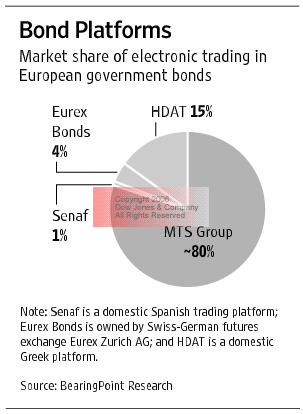 Bond Platforms
Market share of electronic trading in
European government bonds
Eurex
Bonds
4%
HDAT 15%
Senaf
1%
Copyright 2006
Dow Jones & Company
All Rights Reserved
MTS Group
~80%
Note: Senaf is a domestic Spanish trading platform;
Eurex Bonds is owned by Swiss-German futures
exchange Eurex Zurich AG; and HDAT is a domestic
Greek platform.
Source: BearingPoint Research